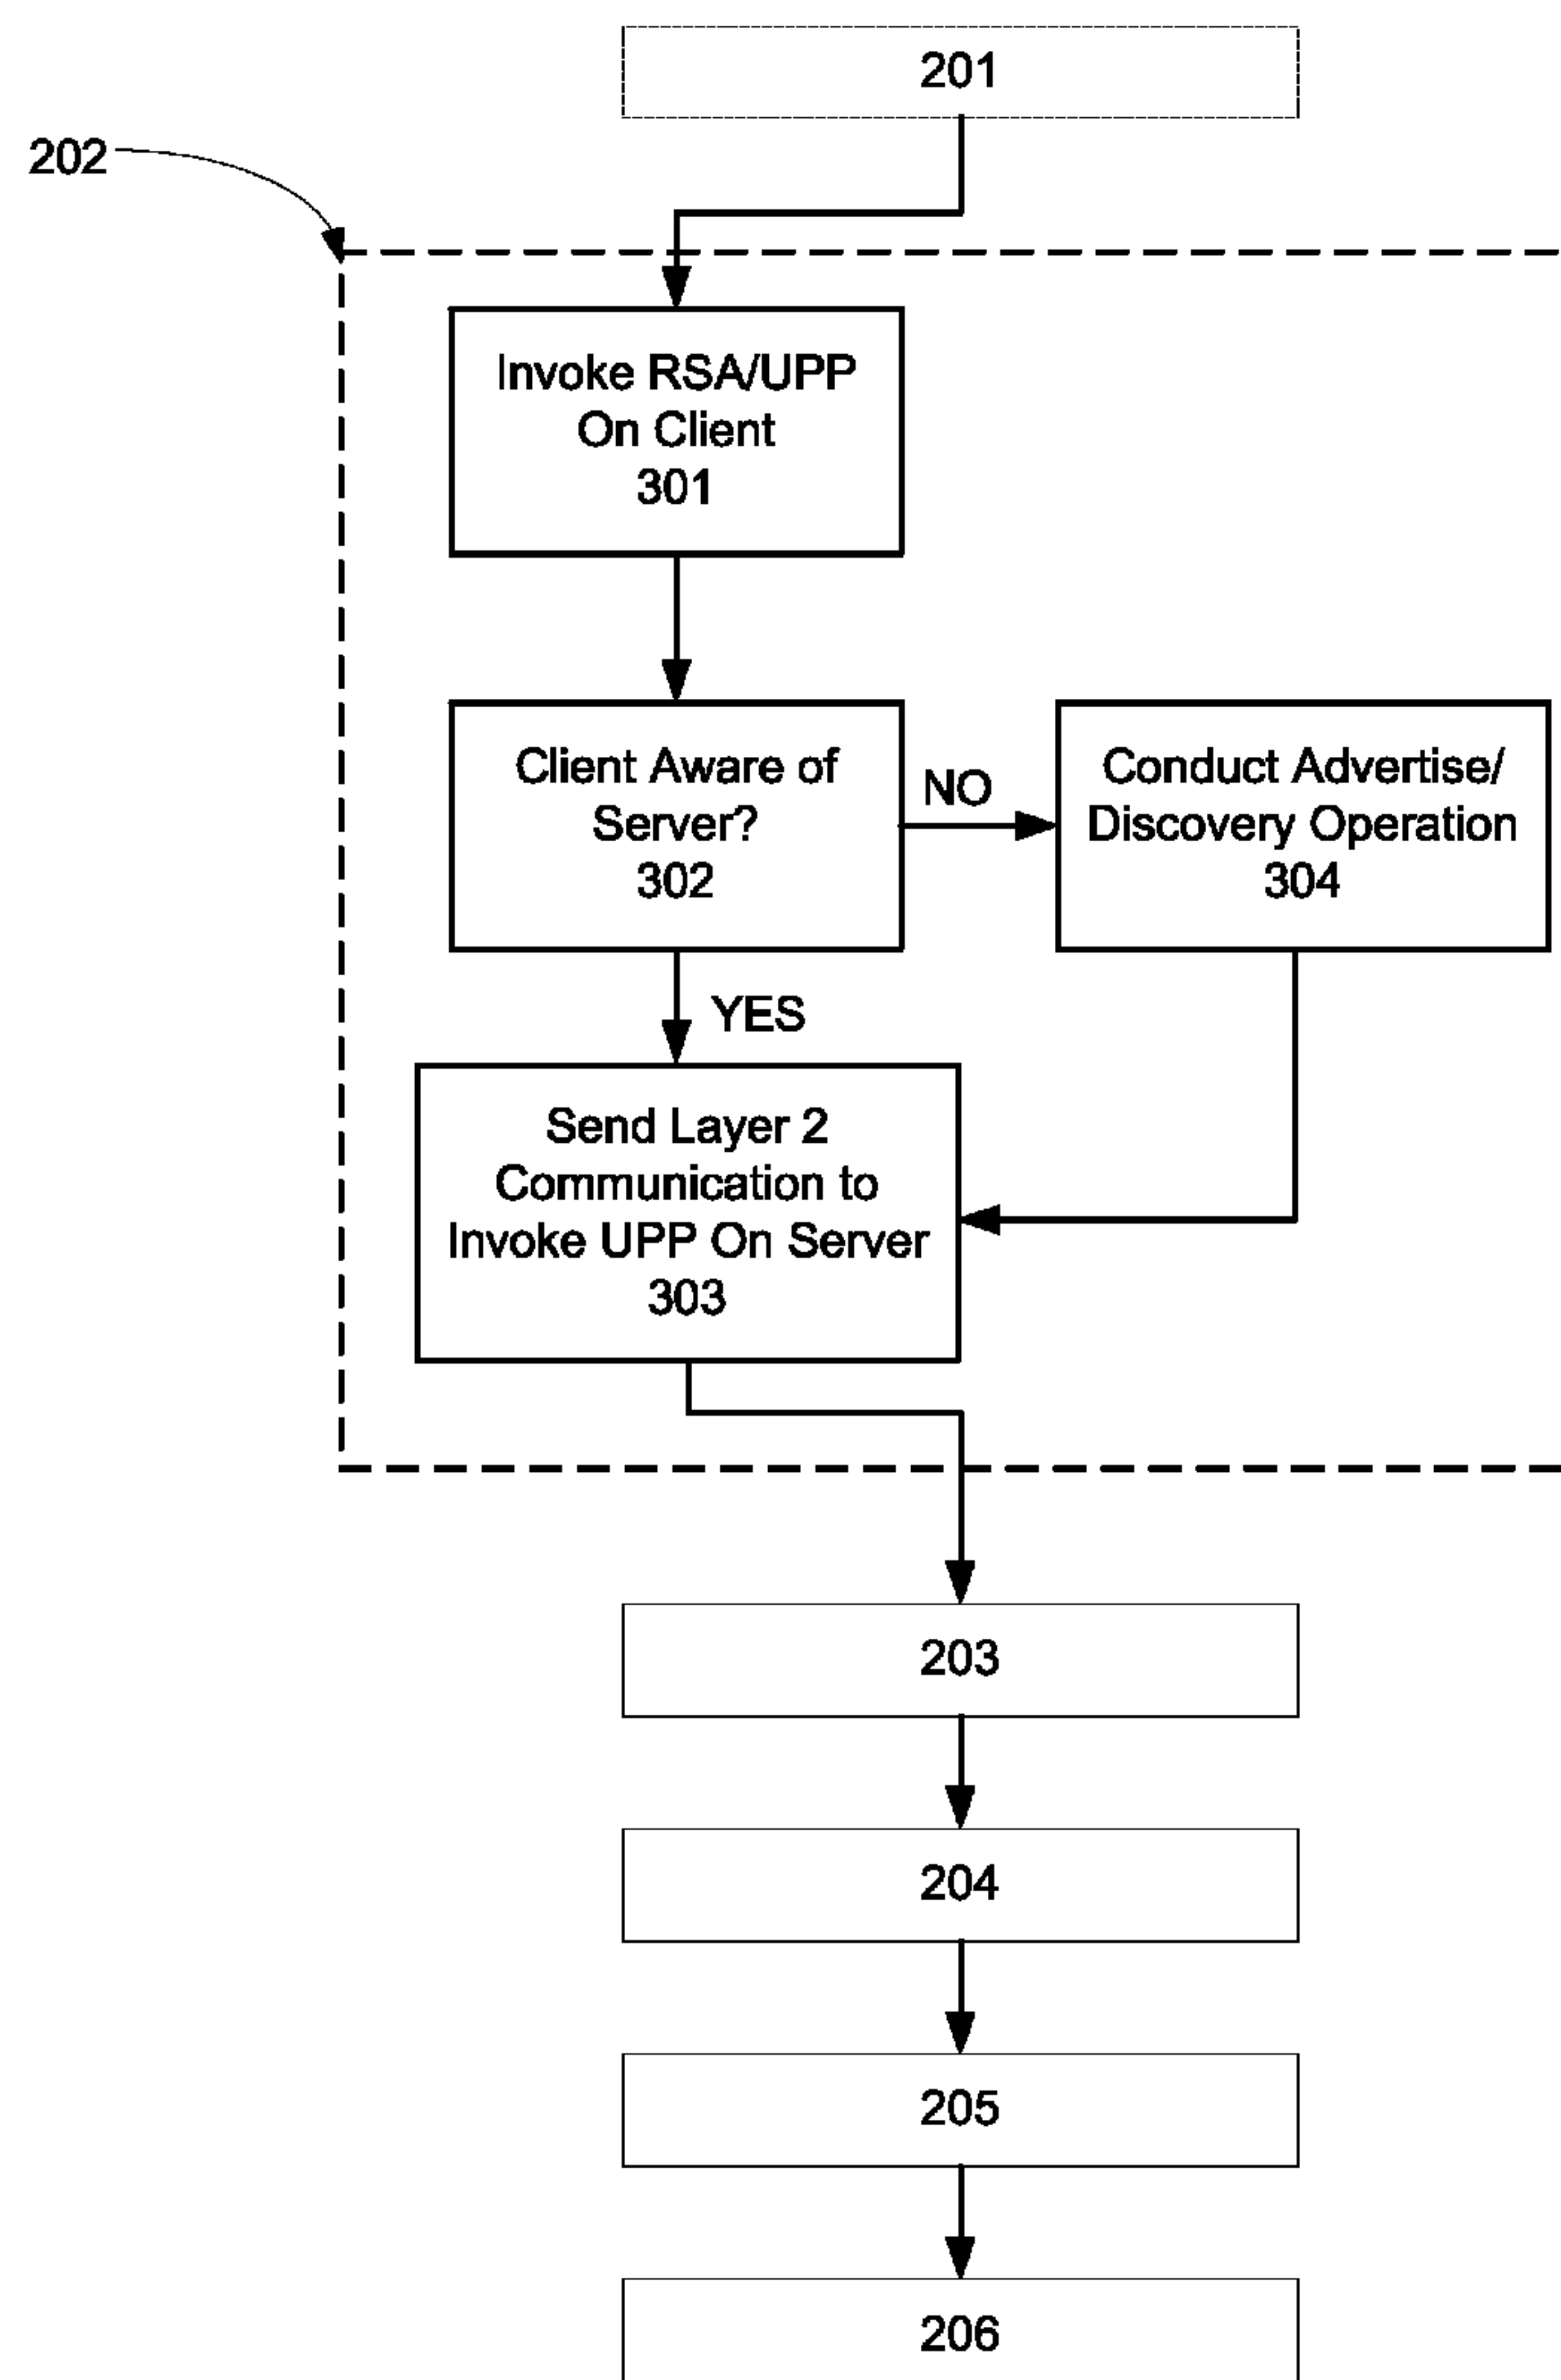 201
202
Invoke RSA/UPP
On Client
301
Client Aware of
Server?
302
NO
Conduct Advertise/
Discovery Operation
304
YES
Send Layer 2
Communication to
Invoke UPP On Server
303
203
204
205
206